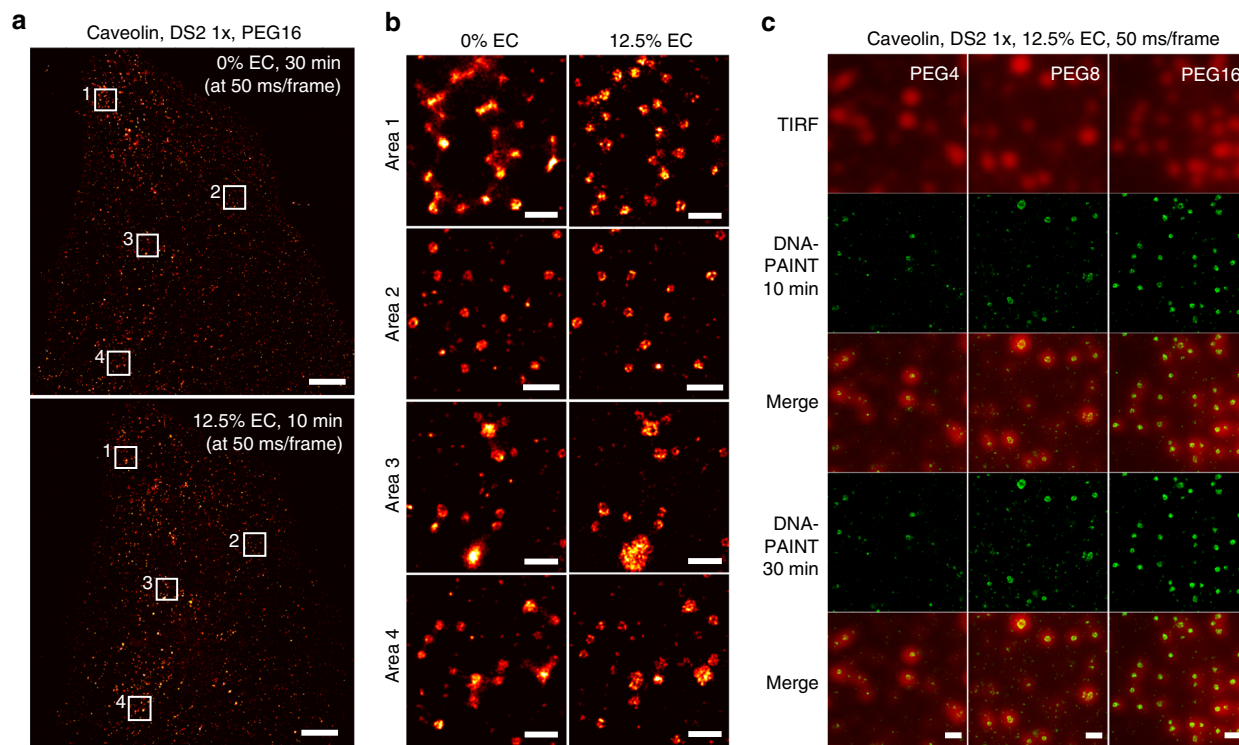 a
Caveolin, DS2 1x, PEG16
0% EC, 30 min
(at 50 ms/frame)
1
2
3
4
12.5% EC, 10 min
(at 50 ms/frame)
1
2
3
4
b
0% EC
12.5% EC
Area 1
Area 2
Area 3
Area 4
c
Caveolin, DS2 1x, 12.5% EC, 50 ms/frame
PEG4
PEG8
PEG16
TIRF
DNA-
PAINT
10 min
Merge
DNA-
PAINT
30 min
Merge